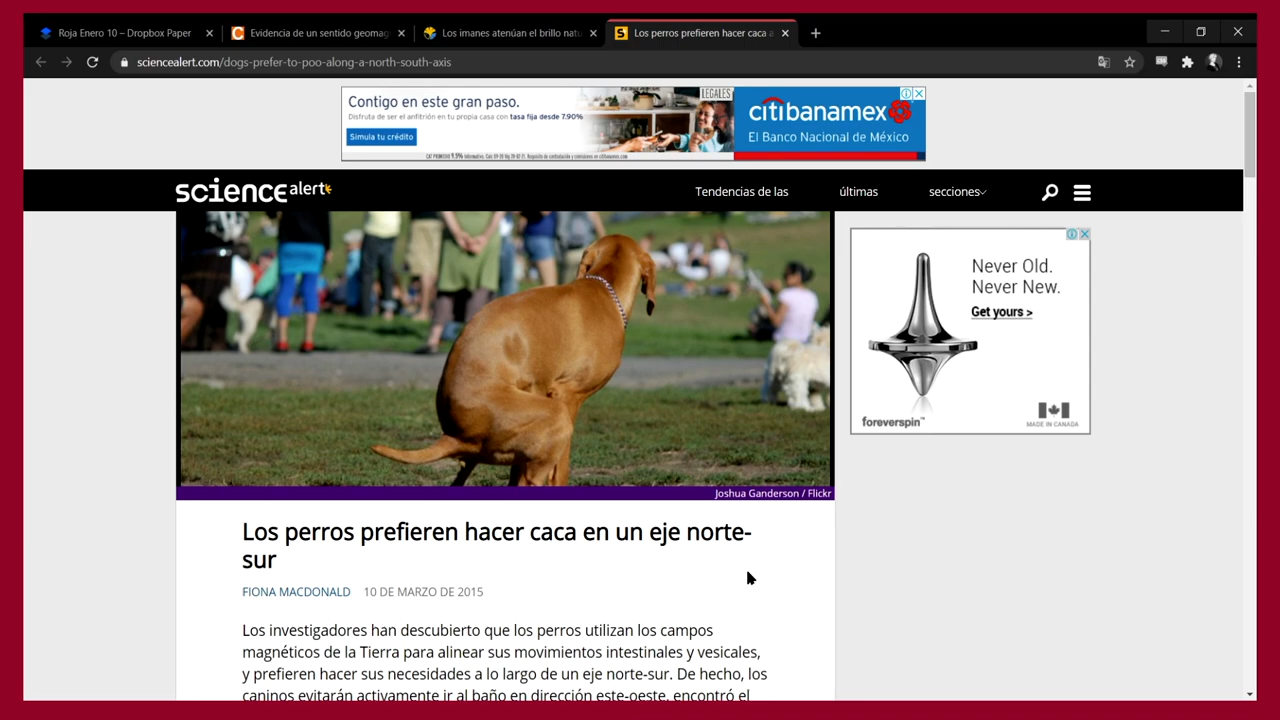 Roja Enero 10 – Dropbox Paper
Evidencia de un sentido geomag
Los imanes atenúan el brillo natu
Los perros prefieren hacer caca a
sciencealert.com/dogs-prefer-to-poo-along-a-north-south-axis
Contigo en este gran paso.
Disfruta de ser el anfitrión en tu propia casa con tasa fija desde 7.90%
Simula tu crédito
LEGALES
citibanamex
El Banco Nacional de México
science alert
Tendencias de las
últimas
secciones
Never Old.
Never New.
Get yours >
foreverspin™
MADE IN CANADA
Joshua Ganderson / Flickr
Los perros prefieren hacer caca en un eje norte-
sur
FIONA MACDONALD 10 DE MARZO DE 2015
Los investigadores han descubierto que los perros utilizan los campos
magnéticos de la Tierra para alinear sus movimientos intestinales y vesicales,
y prefieren hacer sus necesidades a lo largo de un eje norte-sur. De hecho, los
caninos evitarán activamente ir al baño en dirección este-oeste, encontró el